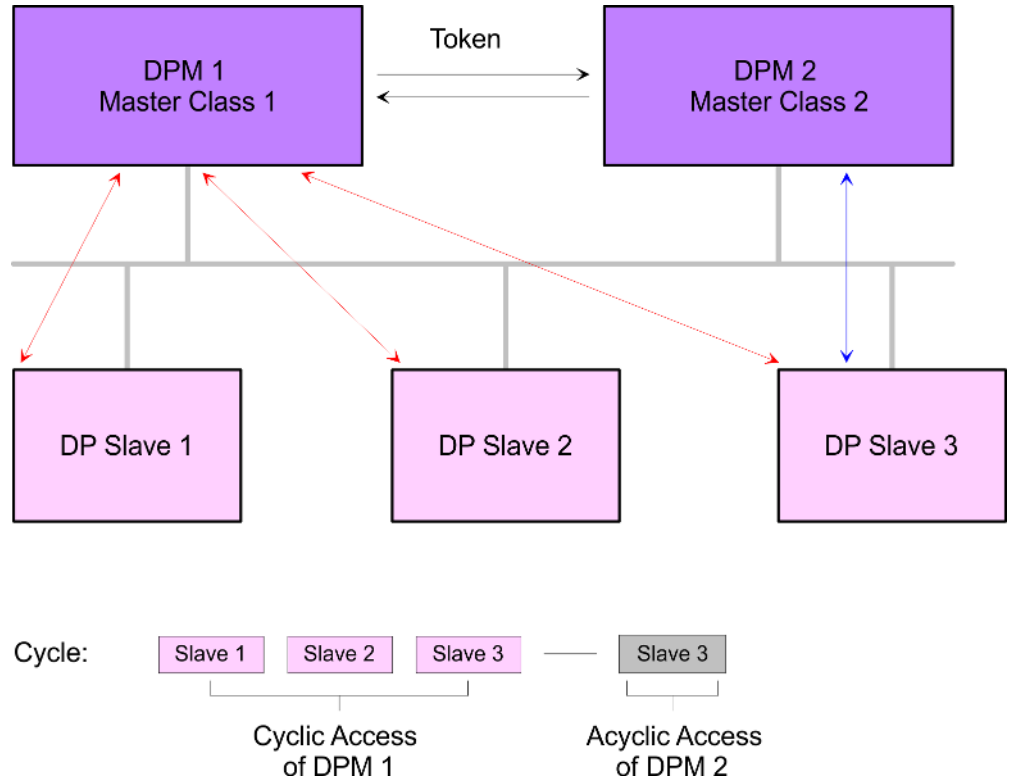 Token
DPM 1
Master Class 1
DPM 2
Master Class 2
DP Slave 1
DP Slave 2
DP Slave 3
Cycle:
Slave 1
Slave 2
Slave 3
Slave 3
Cyclic Access
of DPM 1
Acyclic Access
of DPM 2